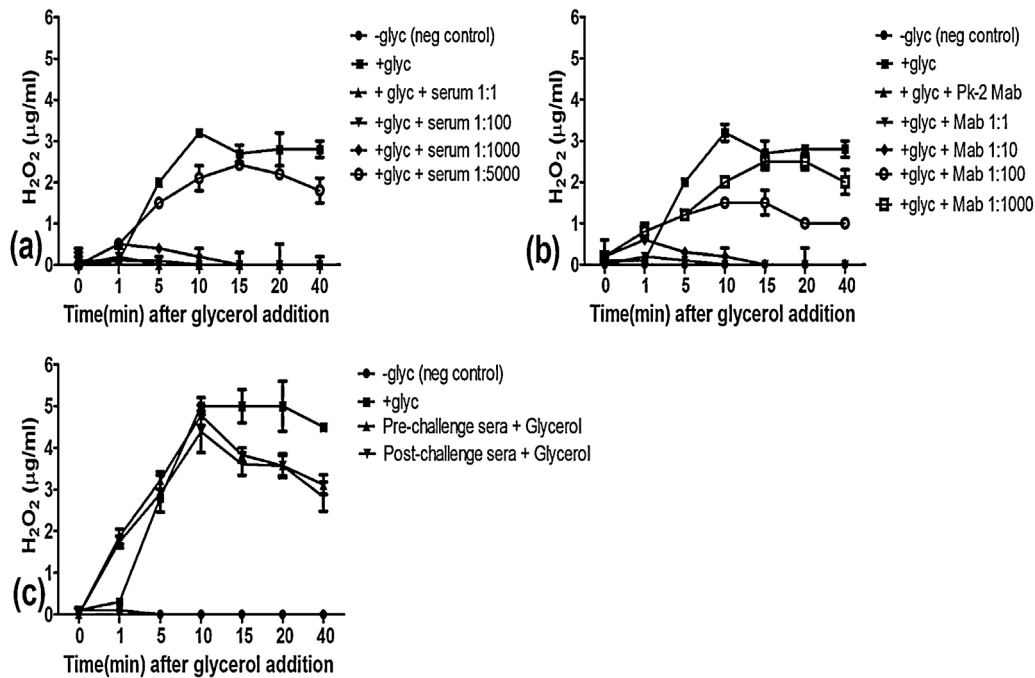 (a)
H₂O₂ (μg/ml)
6
5
4
3
2
1
0
0 1 5 10 15 20 40
Time(min) after glycerol addition
-glyc (neg control)
+glyc
+ glyc + serum 1:1
+glyc + serum 1:100
+glyc + serum 1:1000
+glyc + serum 1:5000
(b)
H₂O₂ (μg/ml)
6
5
4
3
2
1
0
0 1 5 10 15 20 40
Time(min) after glycerol addition
-glyc (neg control)
+glyc
+ glyc + Pk-2 Mab
+glyc + Mab 1:1
+glyc + Mab 1:10
+glyc + Mab 1:100
+glyc + Mab 1:1000
(c)
H₂O₂ (μg/ml)
6
5
4
3
2
1
0
0 1 5 10 15 20 40
Time(min) after glycerol addition
-glyc (neg control)
+glyc
Pre-challenge sera + Glycerol
Post-challenge sera + Glycerol